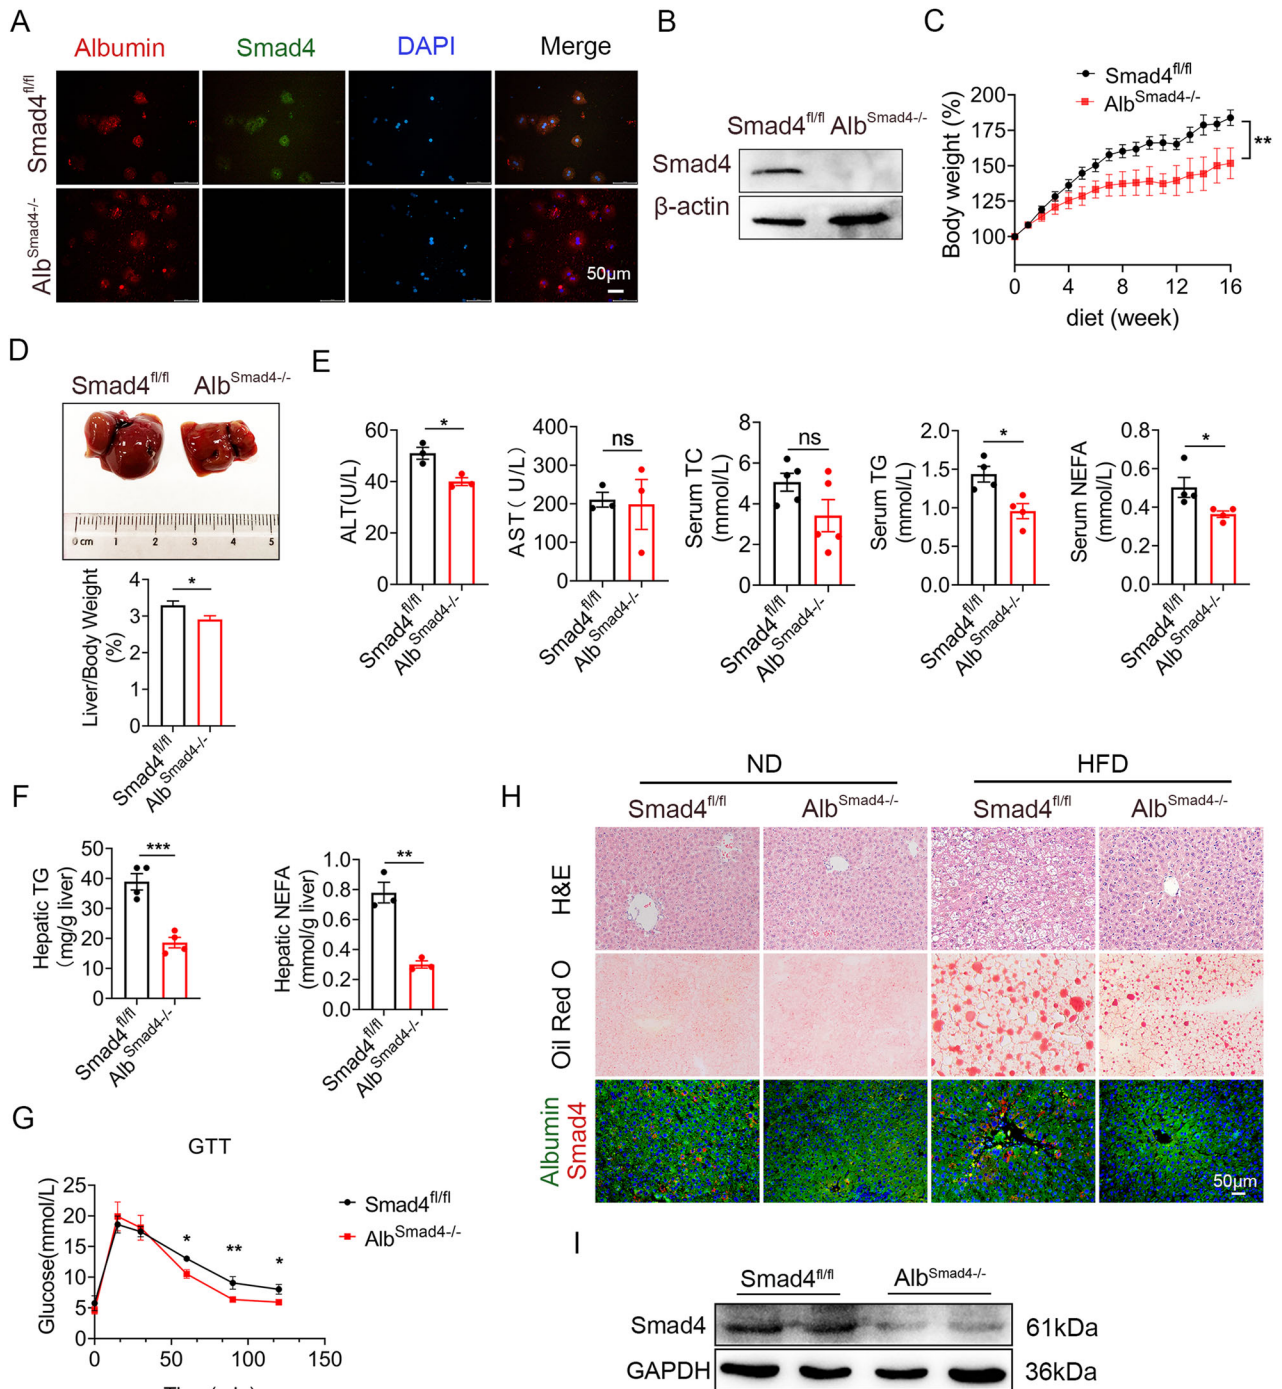 A
Albumin
Smad4
DAPI
Merge
Smad4fl/fl
AlbSmad4-/-
50μm
B
Smad4fl/fl AlbSmad4-/-
Smad4
β-actin
C
Smad4fl/fl
AlbSmad4-/-
Body weight (%)
200
175
150
125
100
**
0 4 8 12 16
diet (week)
D
Smad4fl/fl AlbSmad4-/-
0 cm 1 2 3 4 5
Liver/Body Weight
(%)
4
3
2
1
0
*
Smad4fl/fl
AlbSmad4-/-
E
ALT(U/L)
60
40
20
0
*
Smad4fl/fl
AlbSmad4-/-
AST( U/L)
400
300
200
100
0
ns
Smad4fl/fl
AlbSmad4-/-
Serum TC
(mmol/L)
8
6
4
2
0
ns
Smad4fl/fl
AlbSmad4-/-
Serum TG
(mmol/L)
2.0
1.5
1.0
0.5
0.0
*
Smad4fl/fl
AlbSmad4-/-
Serum NEFA
(mmol/L)
0.8
0.6
0.4
0.2
0.0
*
Smad4fl/fl
AlbSmad4-/-
F
Hepatic TG
(mg/g liver)
50
40
30
20
10
0
***
Smad4fl/fl
AlbSmad4-/-
Hepatic NEFA
(mmol/g liver)
1.0
0.8
0.6
0.4
0.2
0.0
**
Smad4fl/fl
AlbSmad4-/-
G
GTT
Glucose(mmol/L)
25
20
15
10
5
0
* ** *
Smad4fl/fl
AlbSmad4-/-
0 50 100 150
H
ND HFD
Smad4fl/fl AlbSmad4-/- Smad4fl/fl AlbSmad4-/-
H&E
Oil Red O
Albumin
Smad4
50μm
I
Smad4fl/fl AlbSmad4-/-
Smad4 61kDa
GAPDH 36kDa